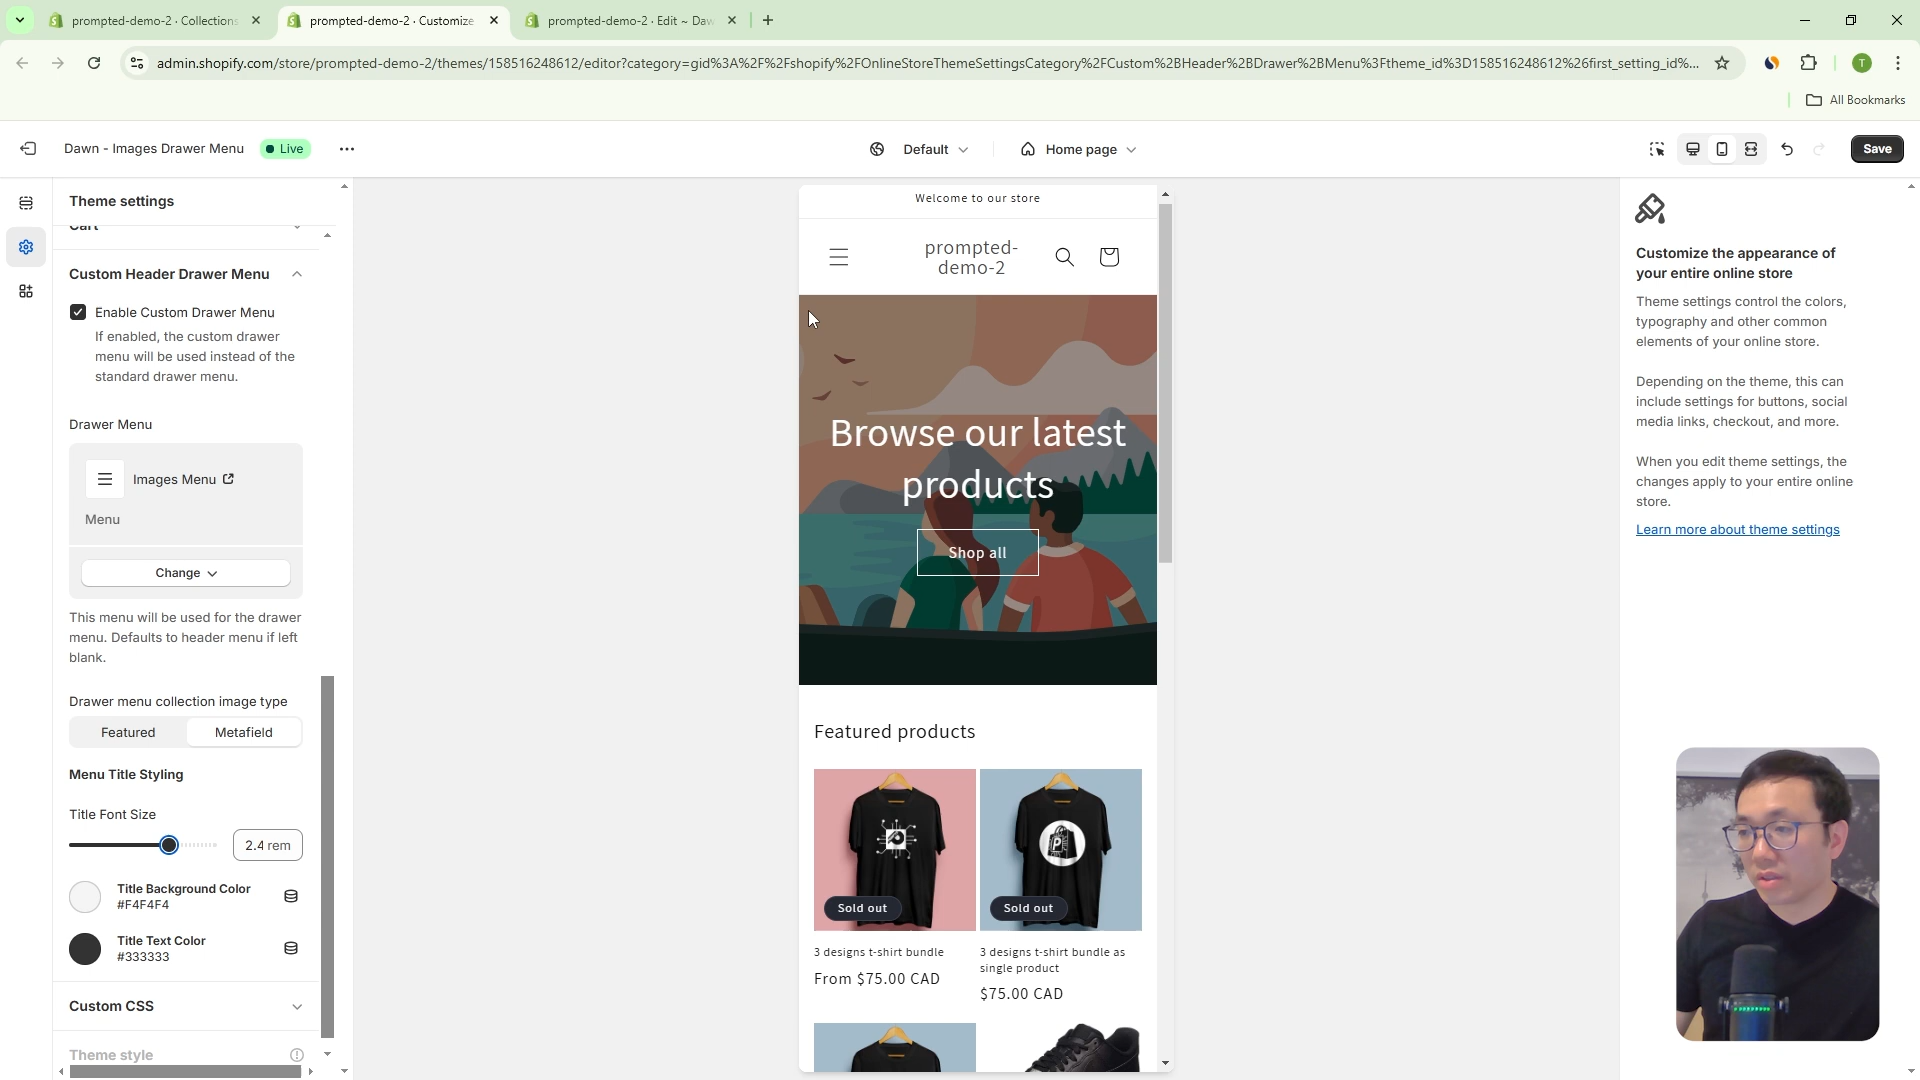 prompted-demo-2 · Collections
prompted-demo-2 · Customize
prompted-demo-2 · Edit ~ Daw
admin.shopify.com/store/prompted-demo-2/themes/158516248612/editor?category=gid%3A%2F%2Fshopify%2FOnlineStoreThemeSettingsCategory%2FCustom%2BHeader%2BDrawer%2BMenu%3Ftheme_id%3D158516248612%26first_setting_id%...
T
All Bookmarks
Dawn - Images Drawer Menu
Live
Default
Home page
Save
Theme settings
Cart
Custom Header Drawer Menu
Enable Custom Drawer Menu
If enabled, the custom drawer
menu will be used instead of the
standard drawer menu.
Drawer Menu
Images Menu
Menu
Change
This menu will be used for the drawer
menu. Defaults to header menu if left
blank.
Drawer menu collection image type
Featured
Metafield
Menu Title Styling
Title Font Size
2.4 rem
Title Background Color
#F4F4F4
Title Text Color
#333333
Custom CSS
Theme style
Welcome to our store
prompted-
demo-2
Browse our latest
products
Shop all
Featured products
P
Sold out
Sold out
3 designs t-shirt bundle
From $75.00 CAD
3 designs t-shirt bundle as
single product
$75.00 CAD
Customize the appearance of
your entire online store
Theme settings control the colors,
typography and other common
elements of your online store.
Depending on the theme, this can
include settings for buttons, social
media links, checkout, and more.
When you edit theme settings, the
changes apply to your entire online
store.
Learn more about theme settings